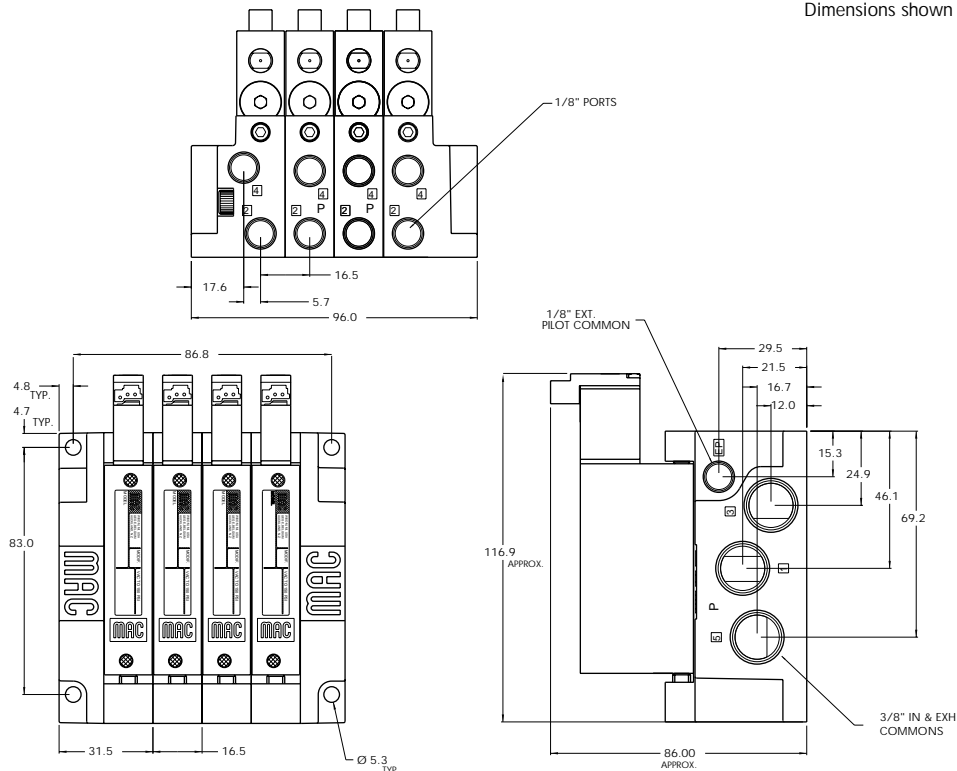 Dimensions shown
1/8" PORTS
4
4
4
4
2
2
P
2
P
2
16.5
17.6
5.7
96.0
86.8
4.8
TYP.
4.7
TYP.
83.0
MAC
MAC
MAC
MAC
MAC
MAC
31.5
16.5
Ø 5.3
TYP.
1/8" EXT.
PILOT COMMON
29.5
21.5
16.7
12.0
EP
15.3
24.9
46.1
69.2
3
1
P
5
116.9
APPROX.
86.00
APPROX.
3/8" IN & EXH
COMMONS